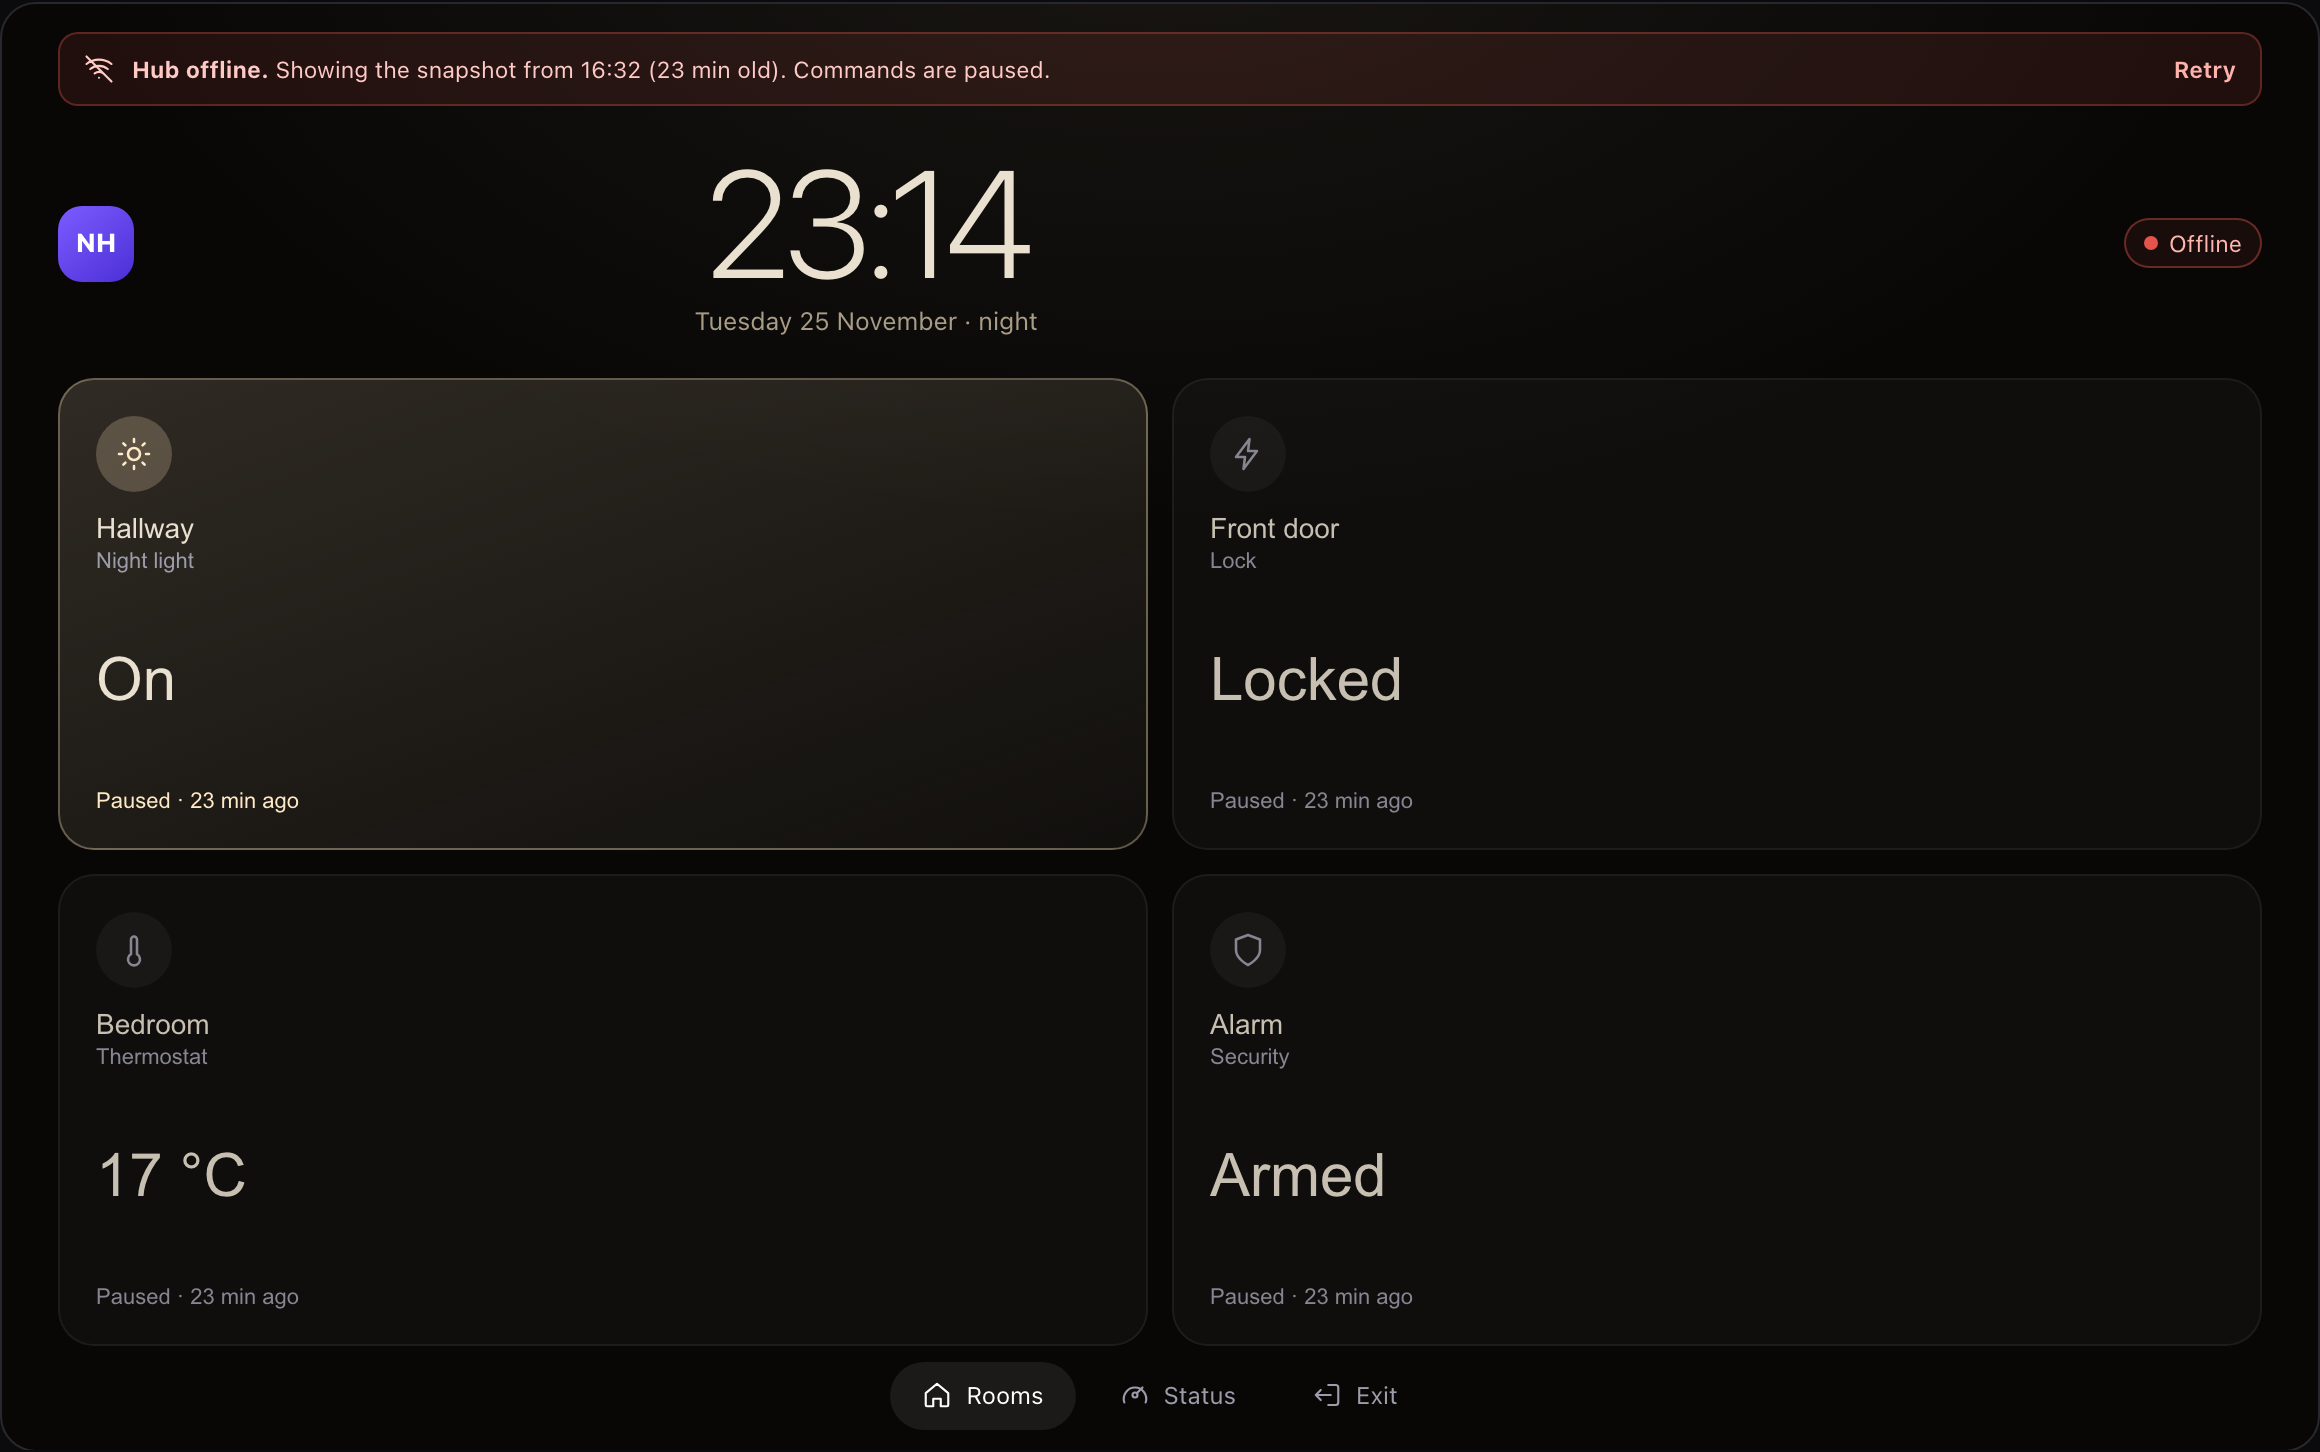 Hub offline. Showing the snapshot from 16:32 (23 min old). Commands are paused.
Retry
NH
23:14
Tuesday 25 November · night
Offline
Hallway
Night light
On
Paused · 23 min ago
Front door
Lock
Locked
Paused · 23 min ago
Bedroom
Thermostat
17 °C
Paused · 23 min ago
Alarm
Security
Armed
Paused · 23 min ago
Rooms
Status
Exit